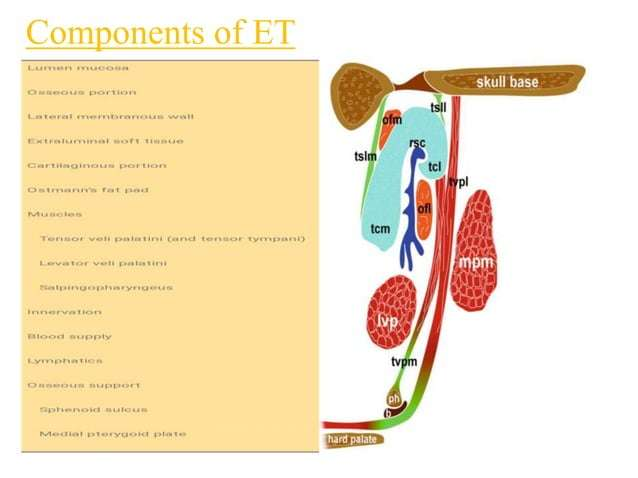 Components of ET
Lumen mucosa
Osseous portion
Lateral membranous wall
Extraluminal soft tissue
Cartilaginous portion
Ostmann's fat pad
Muscles
Tensor veli palatini (and tensor tympani)
Levator veli palatini
Salpingopharyngeus
Innervation
Blood supply
Lymphatics
Osseous support
Sphenoid sulcus
Medial pterygoid plate
skull base
tsll
ofm
rsc
tslm
tcl
tvpl
ofl
tcm
mpm
lvp
tvpm
ph
b
hard palate